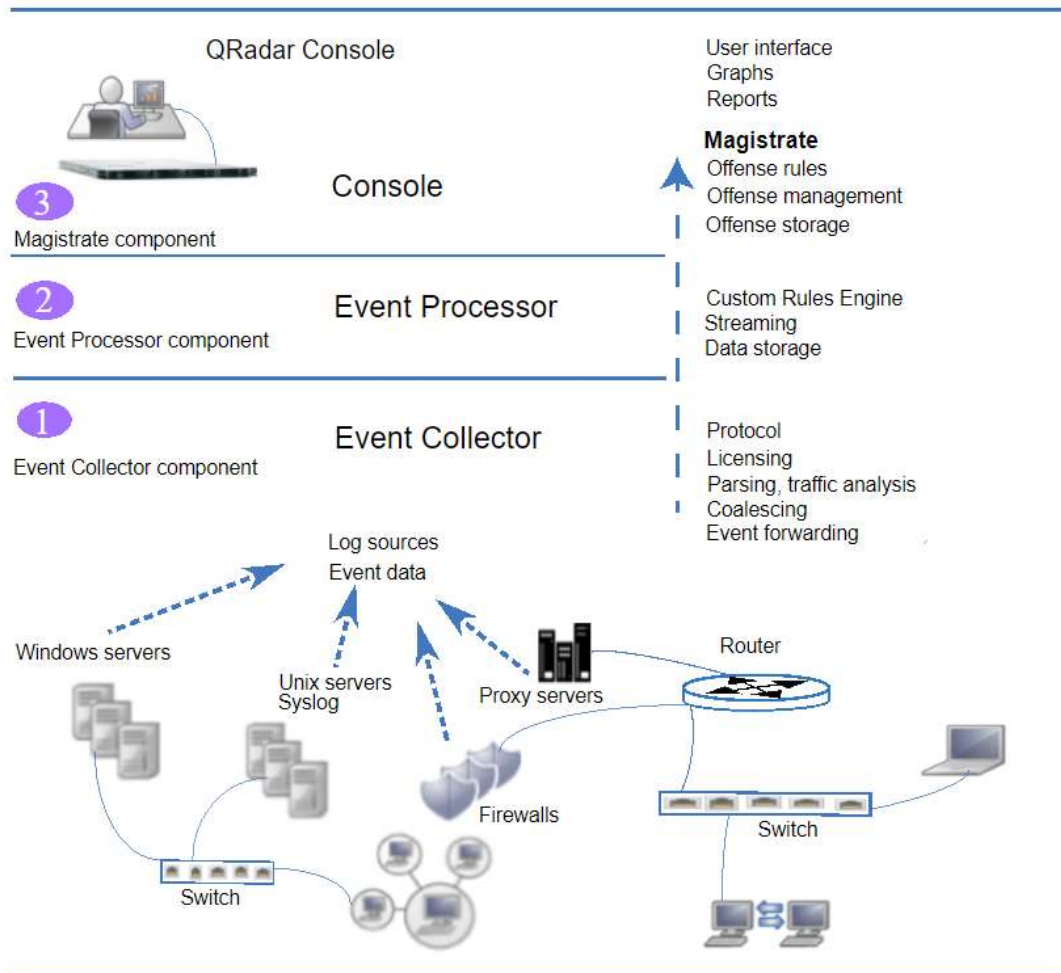 QRadar Console
User interface
Graphs
Reports
Magistrate
Offense rules
Offense management
Offense storage
Console
3
Magistrate component
2
Event Processor
Event Processor component
Custom Rules Engine
Streaming
Data storage
1
Event Collector
Event Collector component
Protocol
Licensing
Parsing, traffic analysis
Coalescing
Event forwarding
Log sources
Event data
Windows servers
Unix servers
Syslog
Proxy servers
Router
Firewalls
Switch
Switch